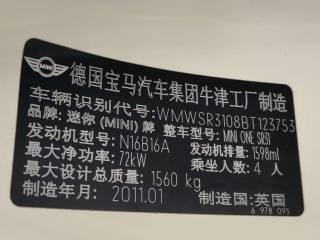 MINI
德国宝马汽车集团牛津工厂制造
车辆识别代号:WMWSR3108BT123753
品牌: 迷你 (MINI) 牌 整车型号: MINI ONE SR31
发动机型号: N16B16A 发动机排量: 1598ml
最大净功率: 72kW 乘坐人数: 4 人
最大设计总质量: 1560 kg
制造年月: 2011.01 制造国: 英国
6 978 095